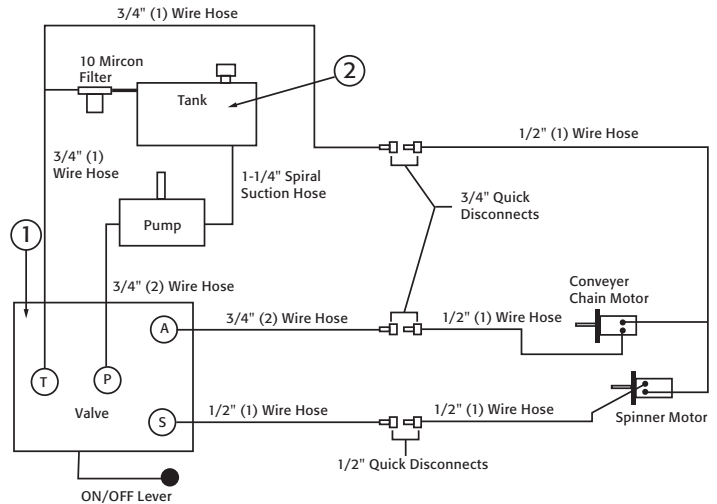 3/4" (1) Wire Hose
10 Mircon
Filter
Tank
2
1/2" (1) Wire Hose
3/4" (1)
Wire Hose
1-1/4" Spiral
Suction Hose
3/4" Quick
Disconnects
Pump
1
3/4" (2) Wire Hose
Conveyer
Chain Motor
A
3/4" (2) Wire Hose
1/2" (1) Wire Hose
T
P
Valve
S
1/2" (1) Wire Hose
1/2" (1) Wire Hose
Spinner Motor
1/2" Quick Disconnects
ON/OFF Lever